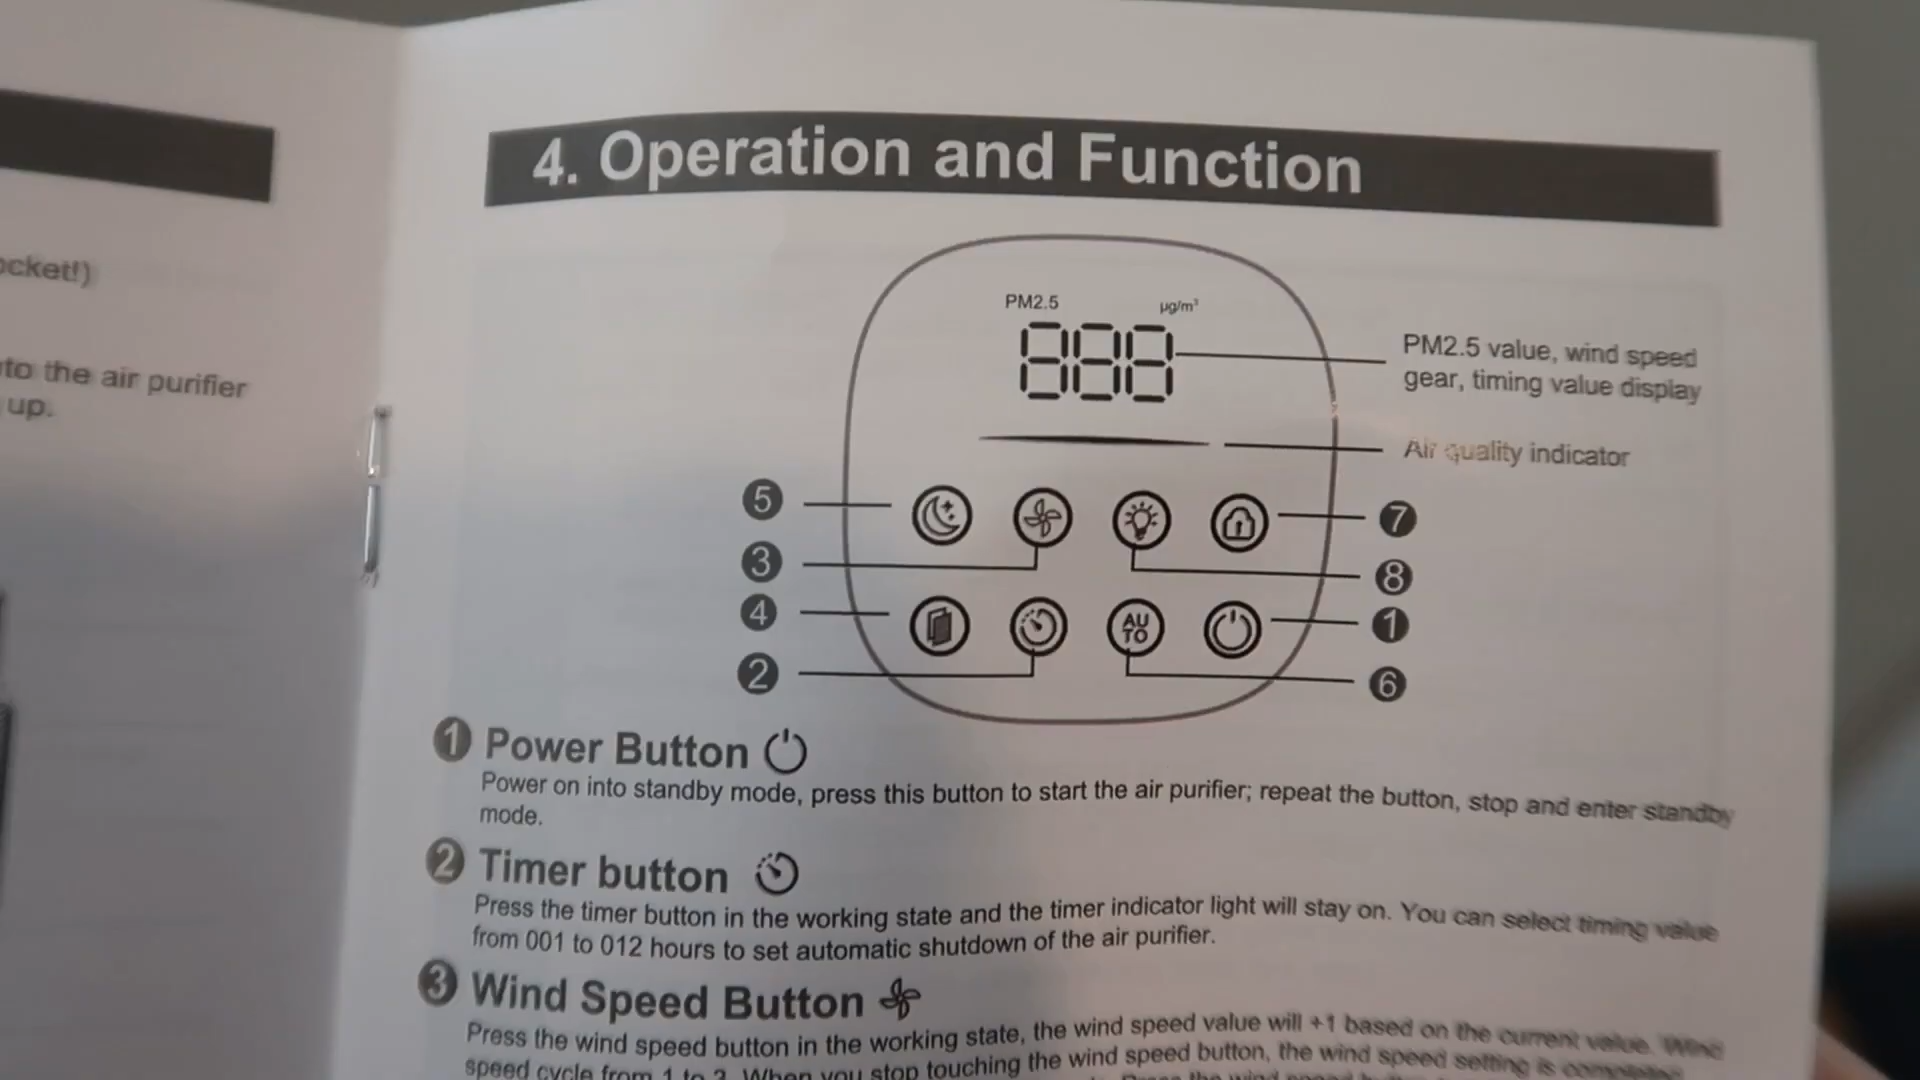 ocket!)
to the air purifier
up.
4. Operation and Function
PM2.5 µg/m³
888
PM2.5 value, wind speed
gear, timing value display
Air quality indicator
5
7
3
8
4
AU
TO
1
2
6
1 Power Button
Power on into standby mode, press this button to start the air purifier; repeat the button, stop and enter standby
mode.
2 Timer button
Press the timer button in the working state and the timer indicator light will stay on. You can select timing value
from 001 to 012 hours to set automatic shutdown of the air purifier.
3 Wind Speed Button
Press the wind speed button in the working state, the wind speed value will +1 based on the current value. Wind
speed cycle from 1 to 3. When you stop touching the wind speed button, the wind speed setting is completed.